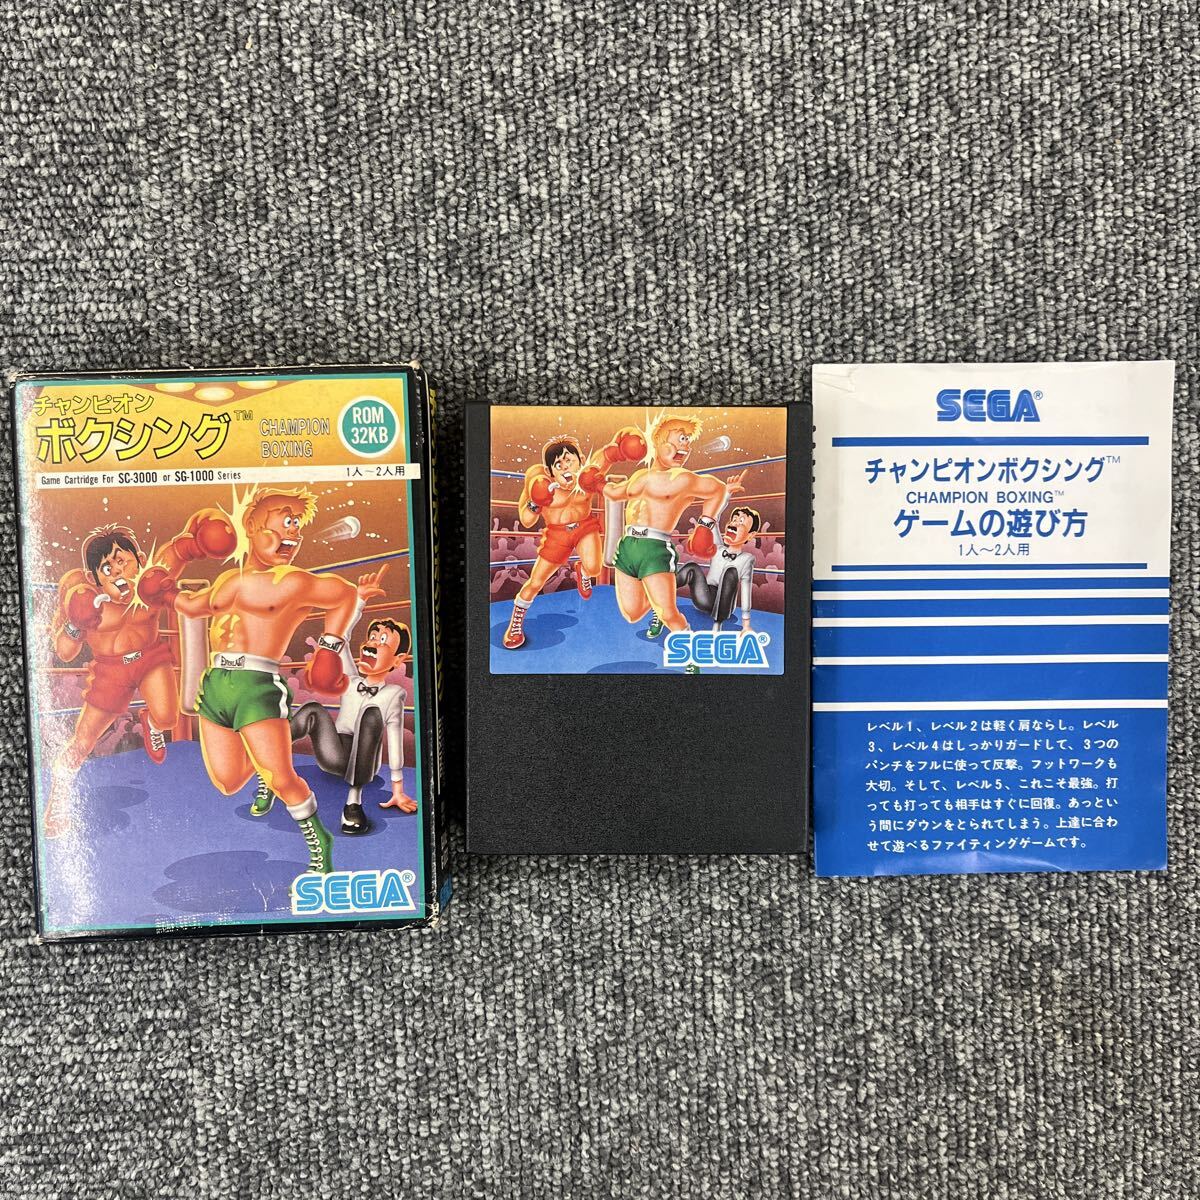 チャンピオン
ボクシング™
CHAMPION
BOXING
ROM
32KB
Game Cartridge For SC-3000 or SG-1000 Series
1人〜2人用
SEGA®
SEGA®
SEGA®
チャンピオンボクシング™
CHAMPION BOXING™
ゲームの遊び方
1人〜2人用
レベル1、レベル2は軽く肩ならし。レベル
3、レベル4はしっかりガードして、3つの
パンチをフルに使って反撃。フットワークも
大切。そして、レベル5、これこそ最強。打
っても打っても相手はすぐに回復。あっとい
う間にダウンをとられてしまう。上達に合わ
せて遊べるファイティングゲームです。